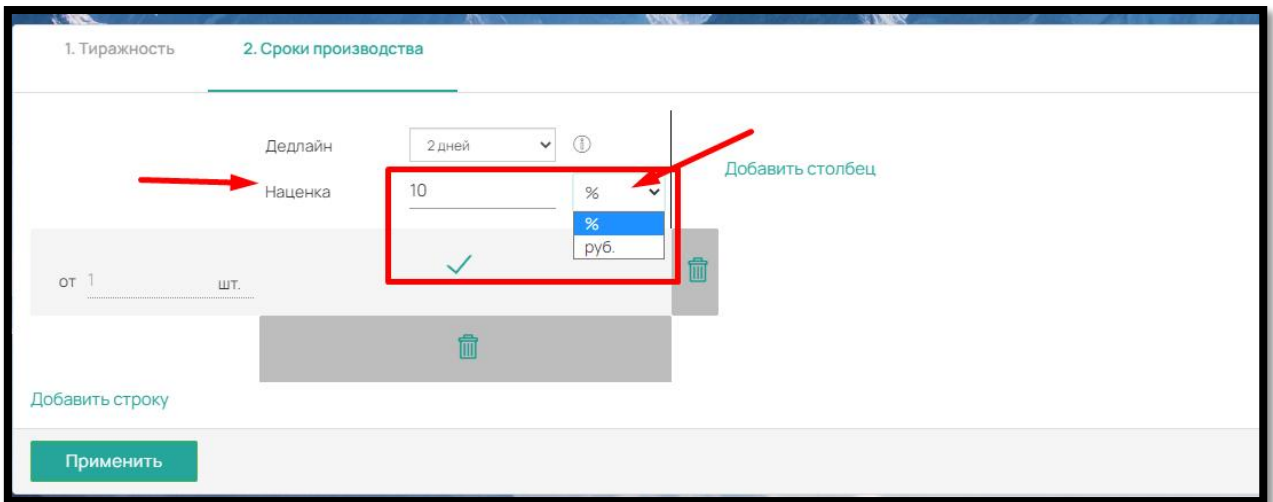 1. Тиражность 2. Сроки производства
Дедлайн 2 дней
Добавить столбец
Наценка 10 %
%
руб.
от 1 шт.
Добавить строку
Применить